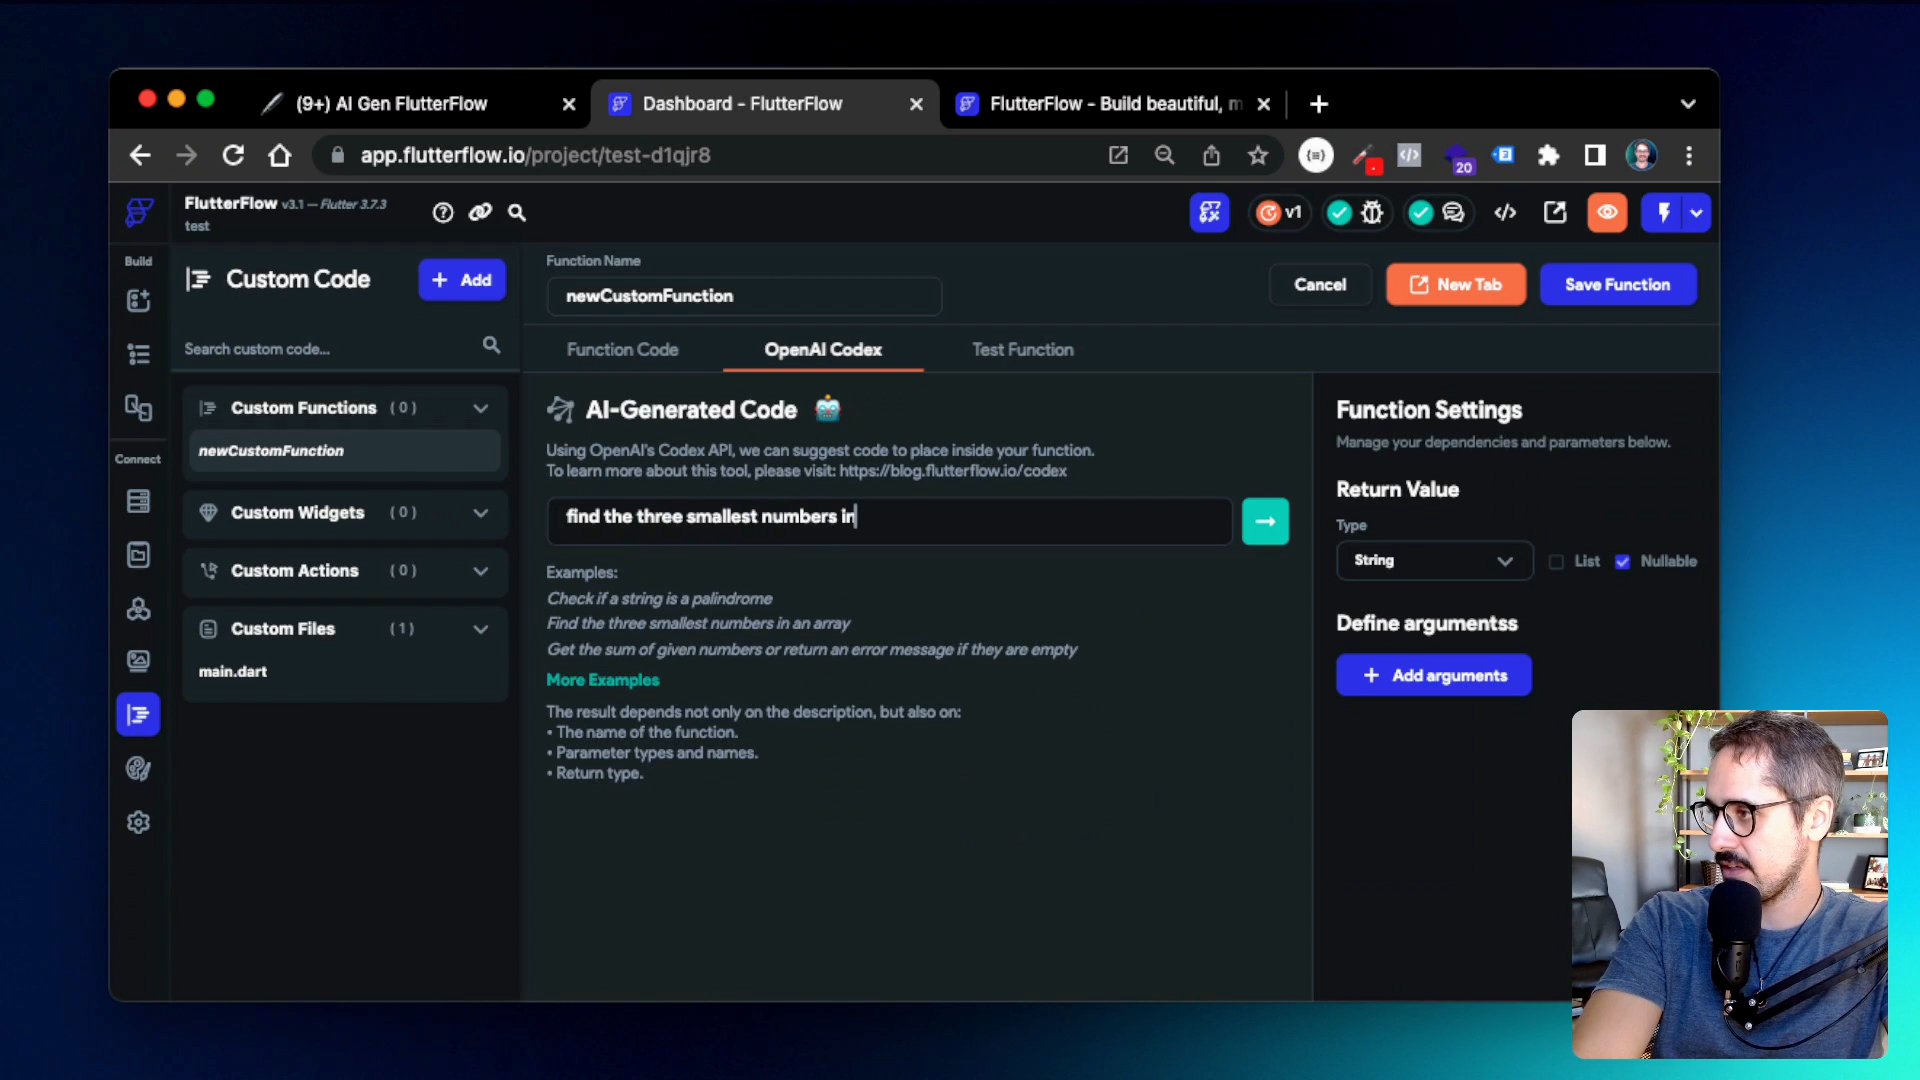 (9+) AI Gen FlutterFlow
Dashboard - FlutterFlow
FlutterFlow - Build beautiful, m
app.flutterflow.io/project/test-d1qjr8
20
FlutterFlow v3.1 — Flutter 3.7.3
test
v1
Build
Custom Code
+ Add
Search custom code...
Custom Functions (0)
newCustomFunction
Connect
Custom Widgets (0)
Custom Actions (0)
Custom Files (1)
main.dart
Function Name
newCustomFunction
Cancel
New Tab
Save Function
Function Code
OpenAI Codex
Test Function
AI-Generated Code
Using OpenAI's Codex API, we can suggest code to place inside your function.
To learn more about this tool, please visit: https://blog.flutterflow.io/codex
find the three smallest numbers in
Examples:
Check if a string is a palindrome
Find the three smallest numbers in an array
Get the sum of given numbers or return an error message if they are empty
More Examples
The result depends not only on the description, but also on:
• The name of the function.
• Parameter types and names.
• Return type.
Function Settings
Manage your dependencies and parameters below.
Return Value
Type
String
List
Nullable
Define argumentss
+ Add arguments